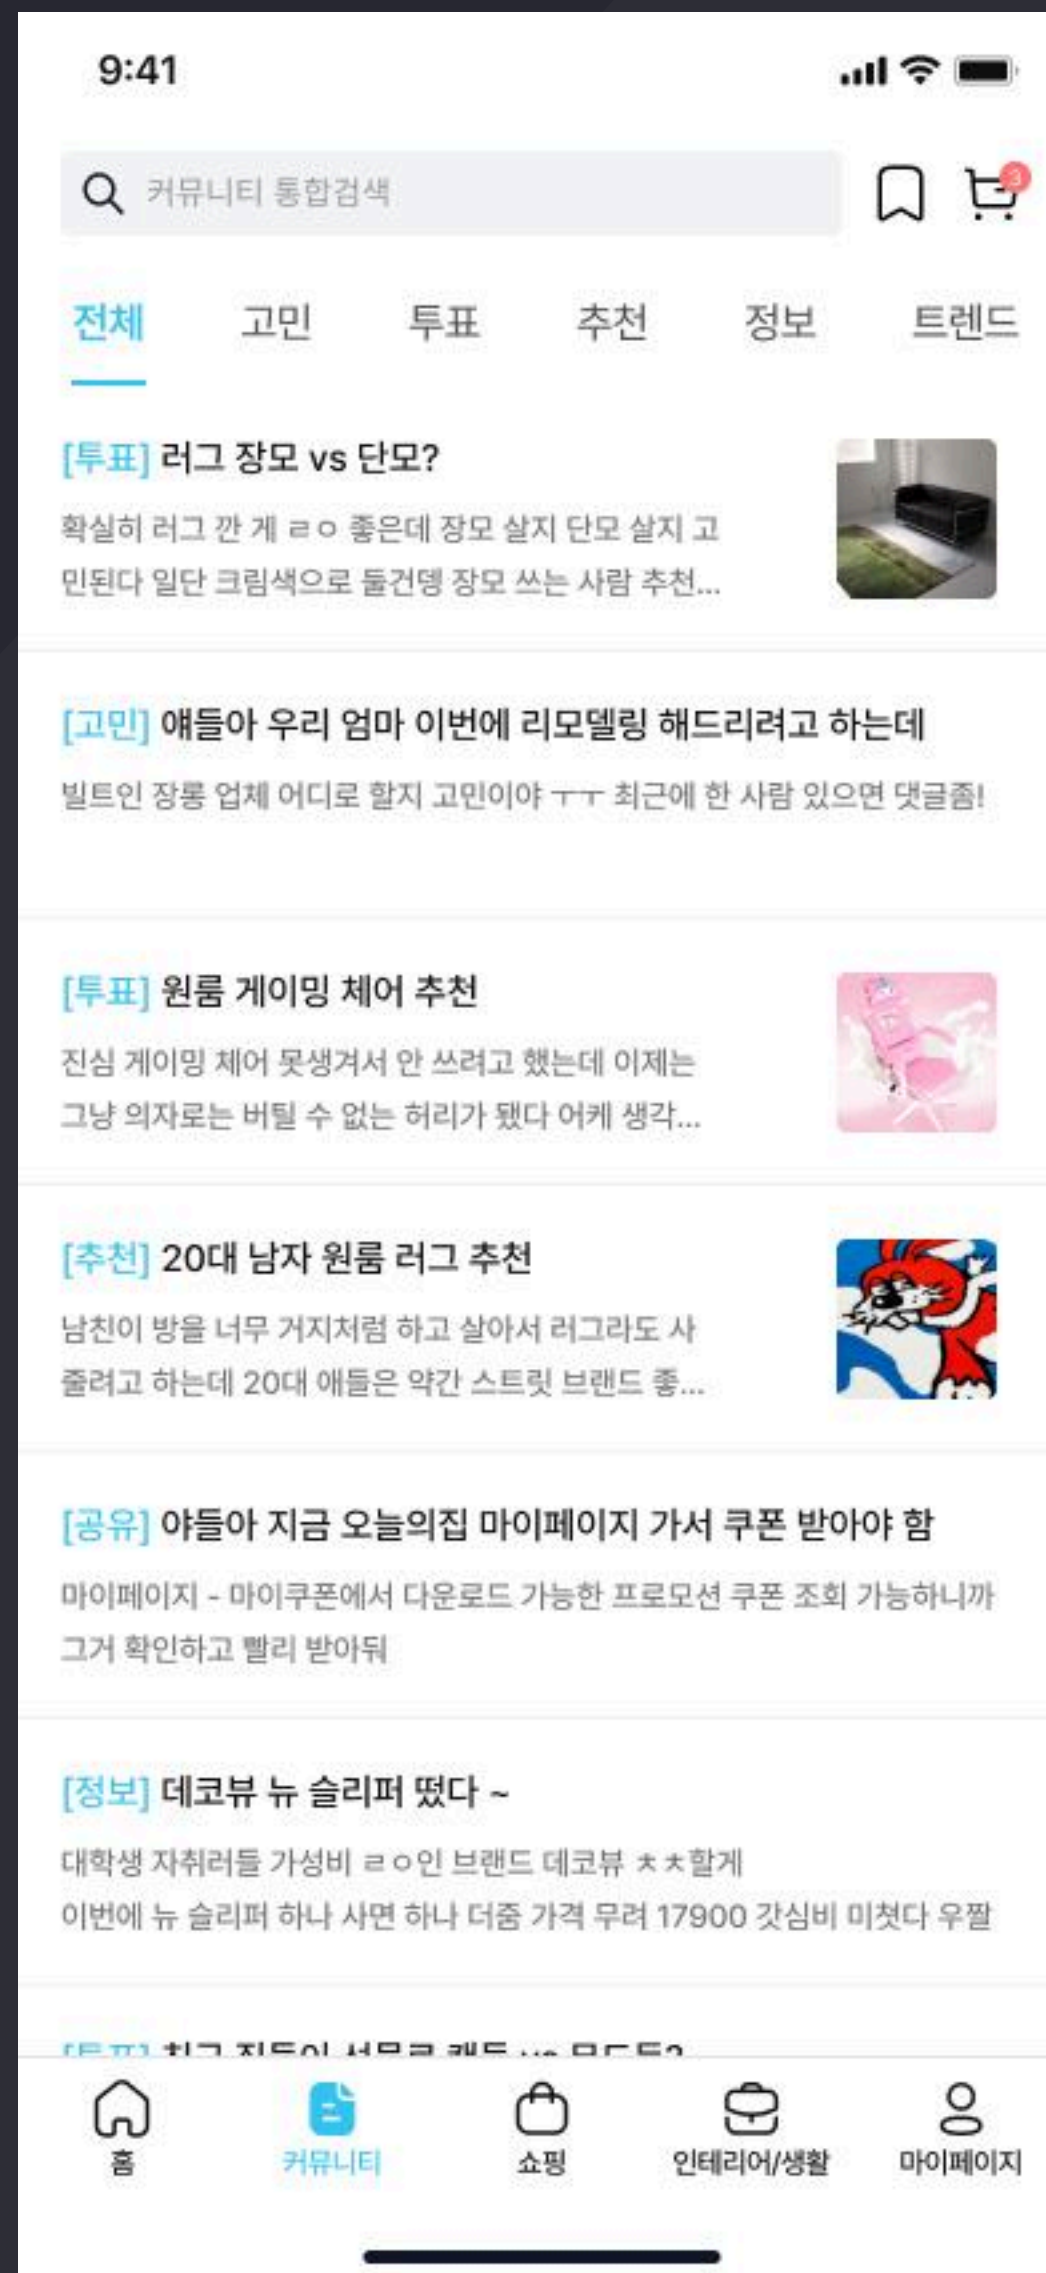 9:41
커뮤니티 통합검색
3
전체 고민 투표 추천 정보 트렌드
[투표] 러그 장모 vs 단모?
확실히 러그 깐 게 ㄹㅇ 좋은데 장모 살지 단모 살지 고
민된다 일단 크림색으로 둘건뎅 장모 쓰는 사람 추천...
[고민] 얘들아 우리 엄마 이번에 리모델링 해드리려고 하는데
빌트인 장롱 업체 어디로 할지 고민이야 ㅜㅜ 최근에 한 사람 있으면 댓글좀!
[투표] 원룸 게이밍 체어 추천
진심 게이밍 체어 못생겨서 안 쓰려고 했는데 이제는
그냥 의자로는 버틸 수 없는 허리가 됐다 어케 생각...
[추천] 20대 남자 원룸 러그 추천
남친이 방을 너무 거지처럼 하고 살아서 러그라도 사
줄려고 하는데 20대 애들은 약간 스트릿 브랜드 좋...
[공유] 야들아 지금 오늘의집 마이페이지 가서 쿠폰 받아야 함
마이페이지 - 마이쿠폰에서 다운로드 가능한 프로모션 쿠폰 조회 가능하니까
그거 확인하고 빨리 받아둬
[정보] 데코뷰 뉴 슬리퍼 떴다 ~
대학생 자취러들 가성비 ㄹㅇ인 브랜드 데코뷰 ㅊㅊ할게
이번에 뉴 슬리퍼 하나 사면 하나 더줌 가격 무려 17900 갓심비 미쳣다 우짤
[투표] 친구 집들이 선물로 캔들 vs 무드등?
홈 커뮤니티 쇼핑 인테리어/생활 마이페이지